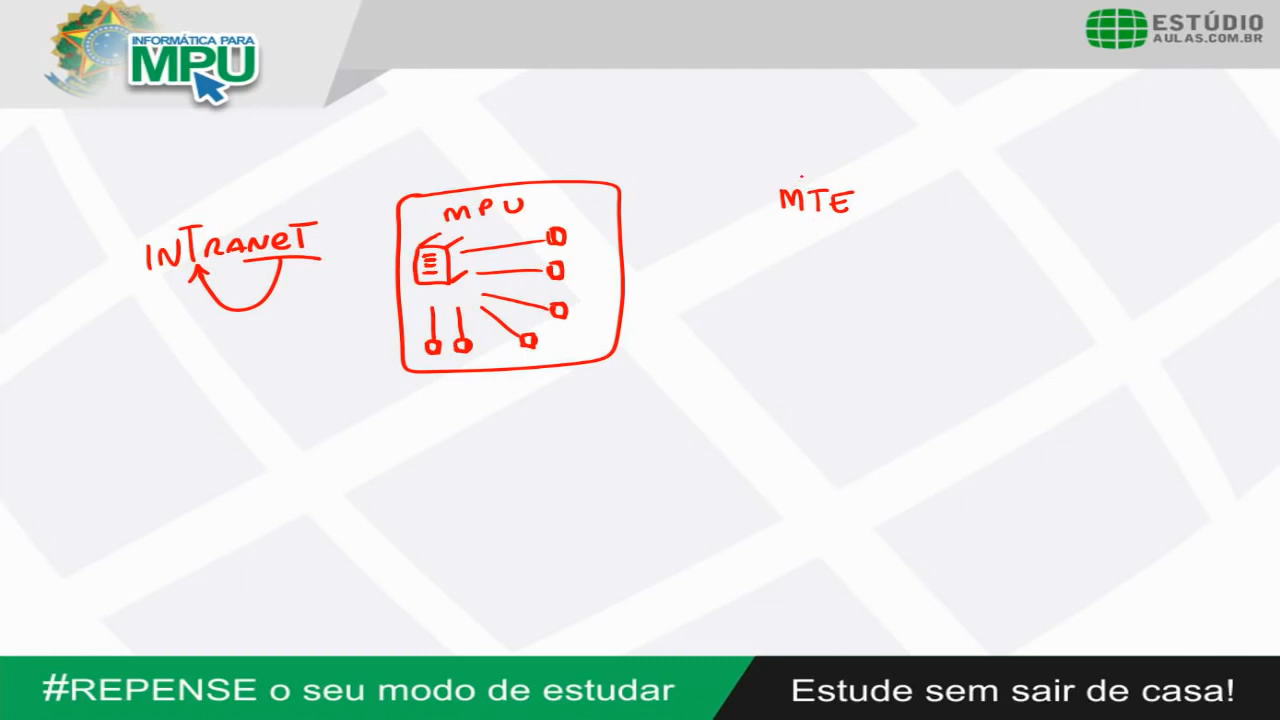 INFORMÁTICA PARA
MPU
ESTÚDIO
AULAS.COM.BR
INTRANeT
MPU
MTE
#REPENSE o seu modo de estudar
Estude sem sair de casa!